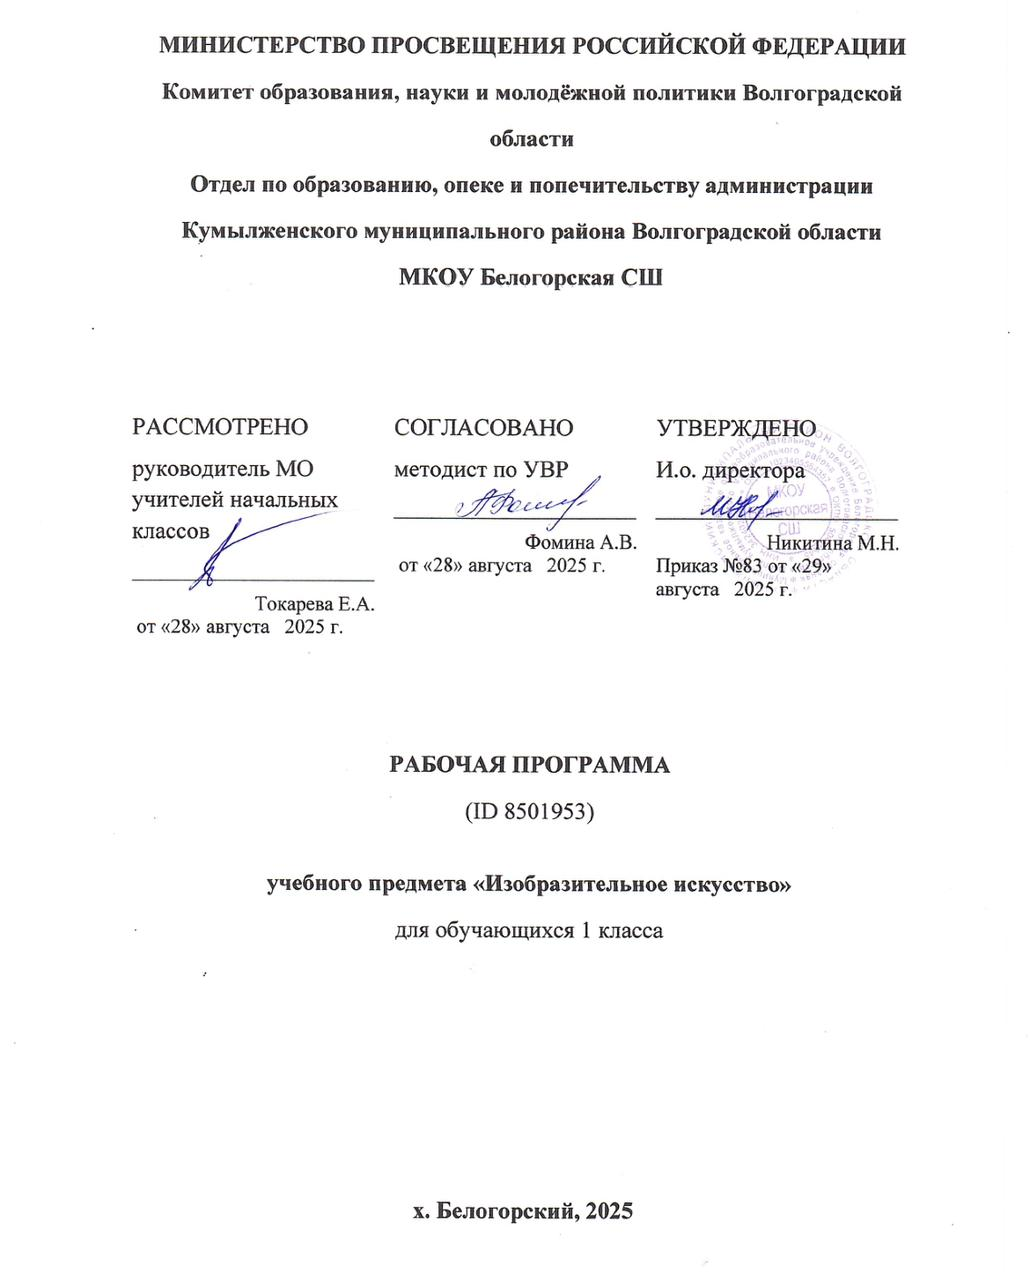 МИНИСТЕРСТВО ПРОСВЕЩЕНИЯ РОССИЙСКОЙ ФЕДЕРАЦИИ
Комитет образования, науки и молодёжной политики Волгоградской
области
Отдел по образованию, опеке и попечительству администрации
Кумылженского муниципального района Волгоградской области
МКОУ Белогорская СШ
РАССМОТРЕНО
руководитель МО
учителей начальных
классов
Токарева Е.А.
от «28» августа 2025 г.
СОГЛАСОВАНО
методист по УВР
Фомина А.В.
от «28» августа 2025 г.
УТВЕРЖДЕНО
И.о. директора
Никитина М.Н.
Приказ №83 от «29»
августа 2025 г.
МКОУ
Белогорская
СШ
РАБОЧАЯ ПРОГРАММА
(ID 8501953)
учебного предмета «Изобразительное искусство»
для обучающихся 1 класса
х. Белогорский, 2025